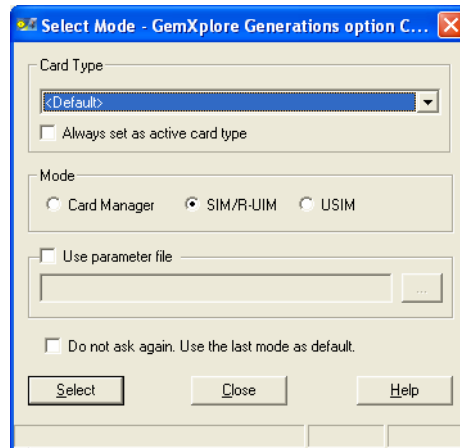 Select Mode - GemXplore Generations option C...
Card Type
<Default>
Always set as active card type
Mode
Card Manager SIM/R-UIM USIM
Use parameter file
...
Do not ask again. Use the last mode as default.
Select Close Help